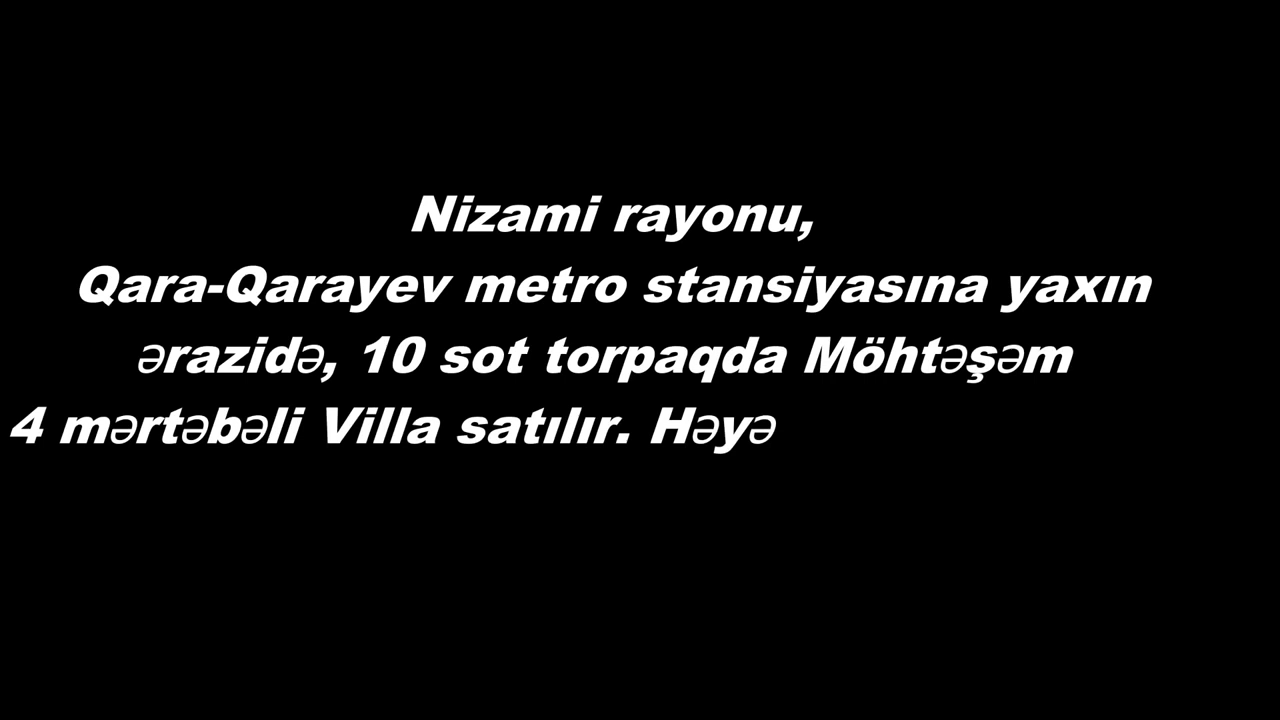 Nizami rayonu,
Qara-Qarayev metro stansiyasına yaxın
ərazidə, 10 sot torpaqda Möhtəşəm
4 mərtəbəli Villa satılır. Həyə